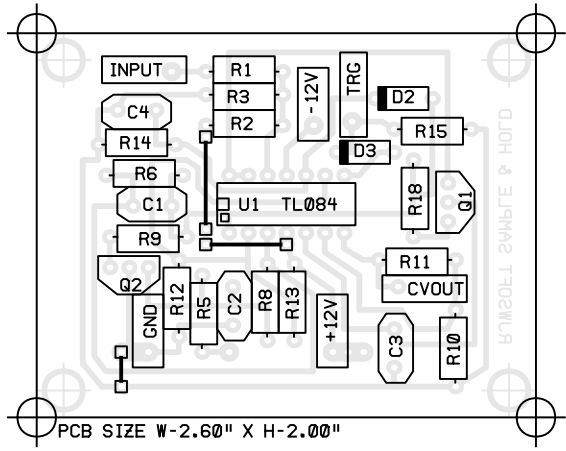 INPUT
R1
R3
R2
-12V
TRG
D2
C4
R14
R15
D3
R6
C1
U1 TL084
R18
Q1
R9
R11
Q2
CVOUT
R12
R5
C2
R8
R13
GND
+12V
C3
R10
RJWSOFT SAMPLE & HOLD
PCB SIZE W-2.60" X H-2.00"